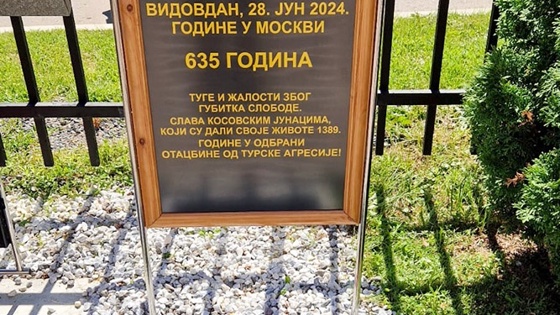 ВИДОВДАН, 28. ЈУН 2024.
ГОДИНЕ У МОСКВИ
635 ГОДИНА
ТУГЕ И ЖАЛОСТИ ЗБОГ
ГУБИТКА СЛОБОДЕ.
СЛАВА КОСОВСКИМ ЈУНАЦИМА,
КОЈИ СУ ДАЛИ СВОЈЕ ЖИВОТЕ 1389.
ГОДИНЕ У ОДБРАНИ
ОТАЦБИНЕ ОД ТУРСКЕ АГРЕСИЈЕ!